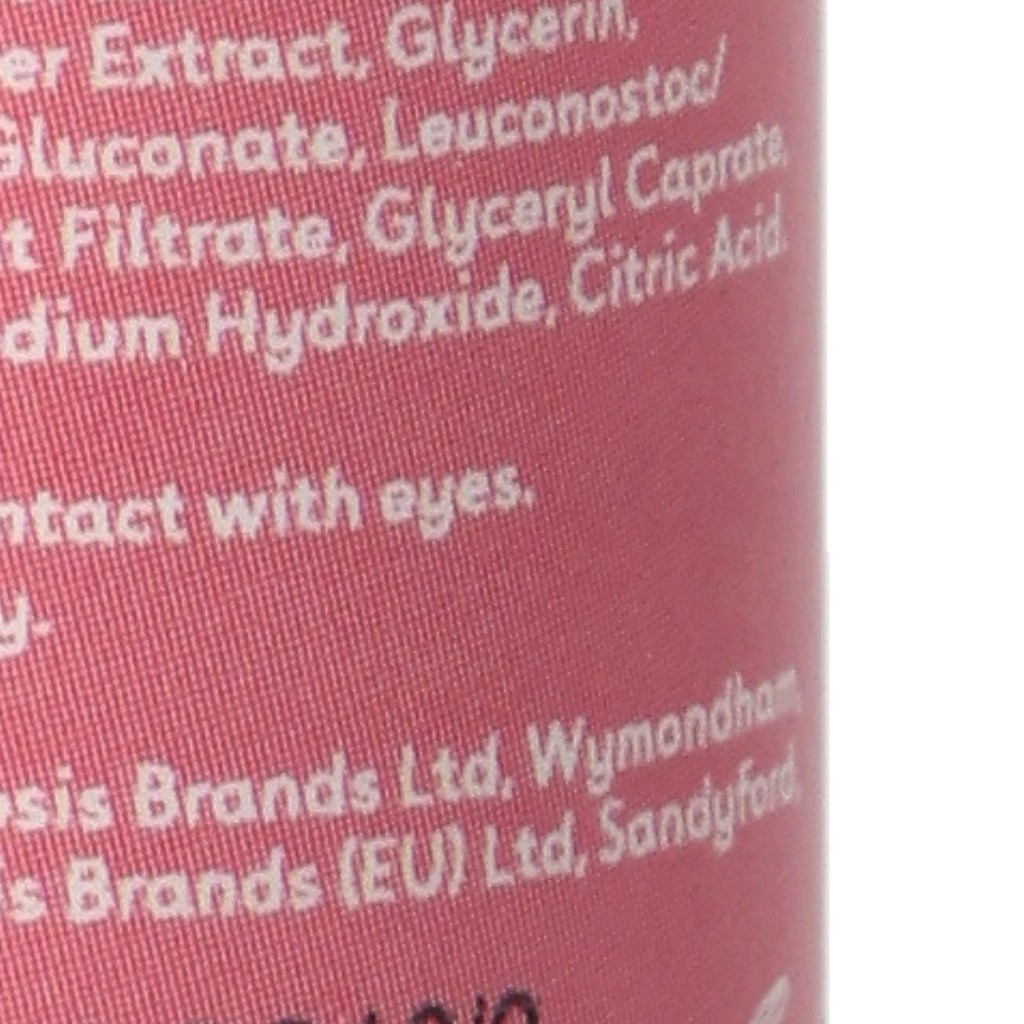 er Extract, Glycerin,
Gluconate, Leuconostoc/
t Filtrate, Glyceryl Caprate,
dium Hydroxide, Citric Acid.
ntact with eyes.
y.
sis Brands Ltd, Wymondham,
s Brands (EU) Ltd, Sandyford,